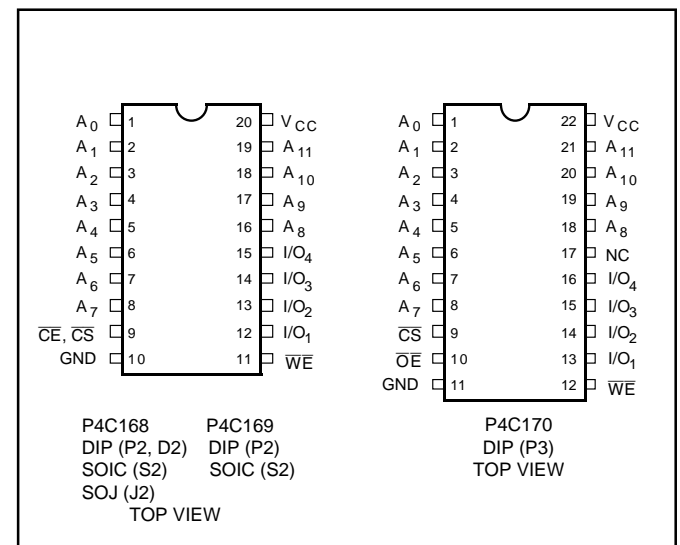 A0 1 20 VCC
A1 2 19 A11
A2 3 18 A10
A3 4 17 A9
A4 5 16 A8
A5 6 15 I/O4
A6 7 14 I/O3
A7 8 13 I/O2
CE, CS 9 12 I/O1
GND 10 11 WE
P4C168 P4C169
DIP (P2, D2) DIP (P2)
SOIC (S2) SOIC (S2)
SOJ (J2)
TOP VIEW
A0 1 22 VCC
A1 2 21 A11
A2 3 20 A10
A3 4 19 A9
A4 5 18 A8
A5 6 17 NC
A6 7 16 I/O4
A7 8 15 I/O3
CS 9 14 I/O2
OE 10 13 I/O1
GND 11 12 WE
P4C170
DIP (P3)
TOP VIEW